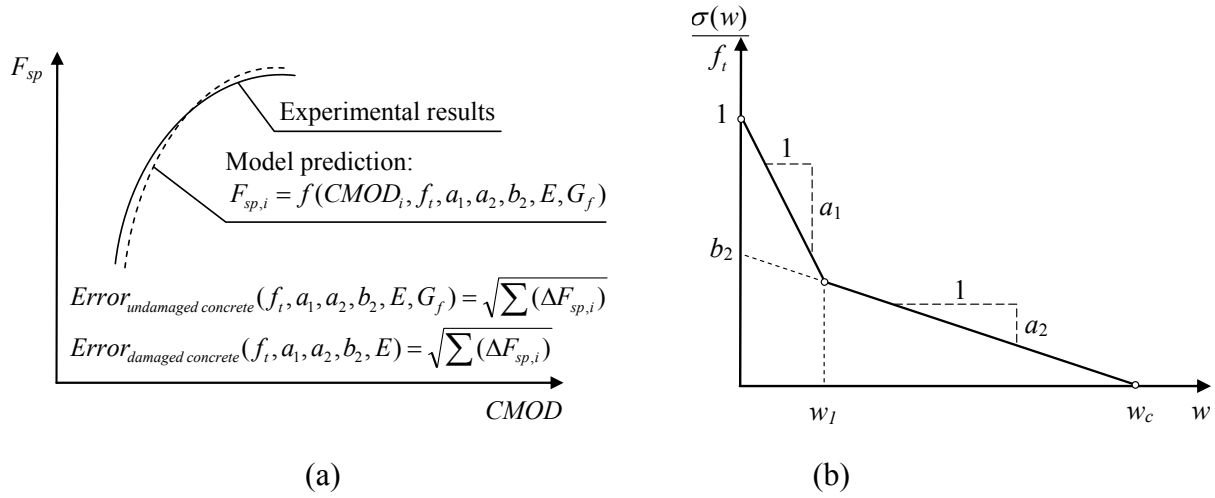 F_sp
Experimental results
Model prediction:
F_sp,i = f(CMOD_i, f_t, a_1, a_2, b_2, E, G_f)
Error_undamaged concrete(f_t, a_1, a_2, b_2, E, G_f) = √∑(ΔF_sp,i)
Error_damaged concrete(f_t, a_1, a_2, b_2, E) = √∑(ΔF_sp,i)
CMOD
(a)
σ(w)
f_t
1
1
a_1
b_2
1
a_2
w_1
w_c
w
(b)